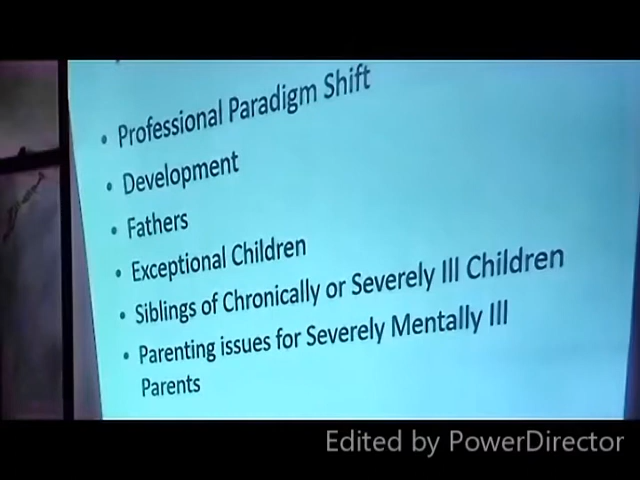 • Professional Paradigm Shift
• Development
• Fathers
• Exceptional Children
• Siblings of Chronically or Severely Ill Children
• Parenting issues for Severely Mentally Ill
Parents
Edited by PowerDirector